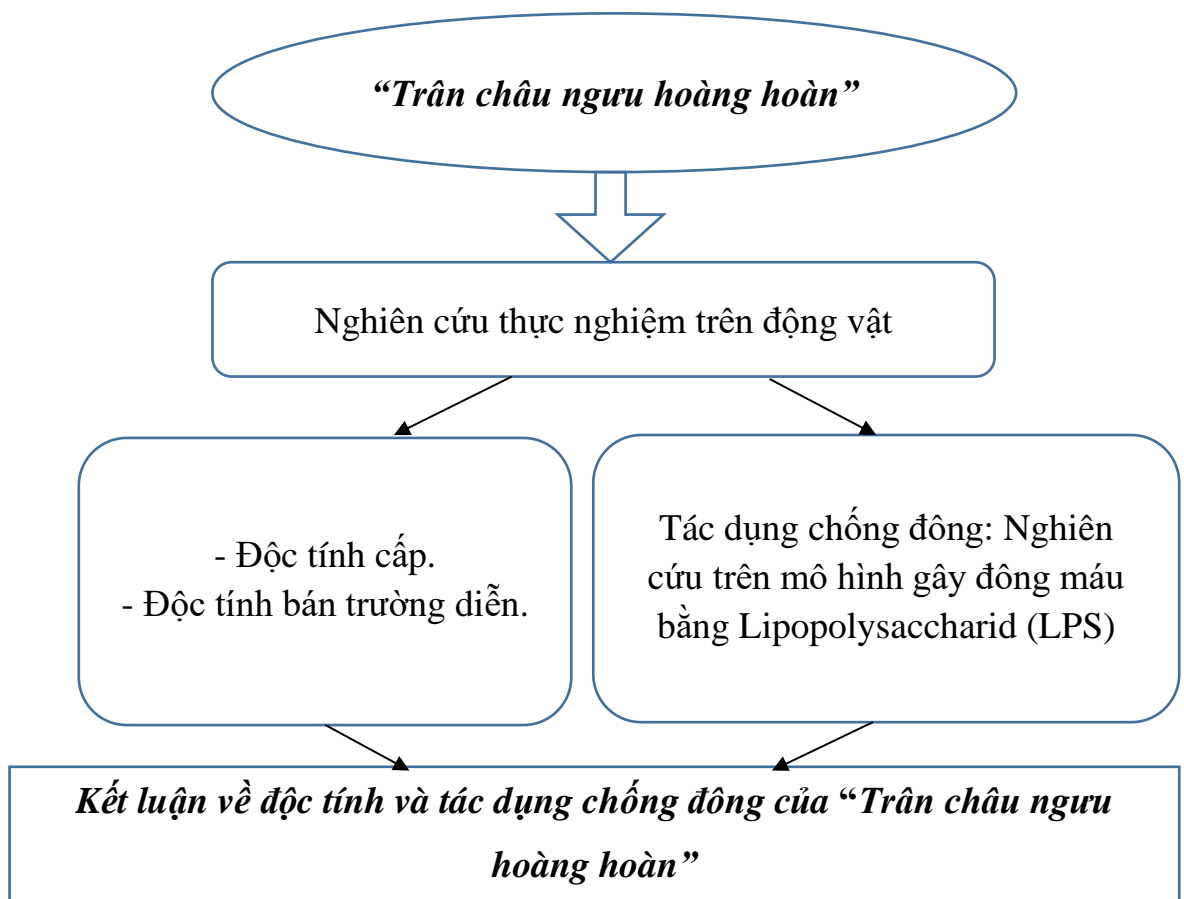 “Trân châu ngưu hoàng hoàn”
Nghiên cứu thực nghiệm trên động vật
- Độc tính cấp.
- Độc tính bán trường diễn.
Tác dụng chống đông: Nghiên
cứu trên mô hình gây đông máu
bằng Lipopolysaccharid (LPS)
Kết luận về độc tính và tác dụng chống đông của “Trân châu ngưu
hoàng hoàn”